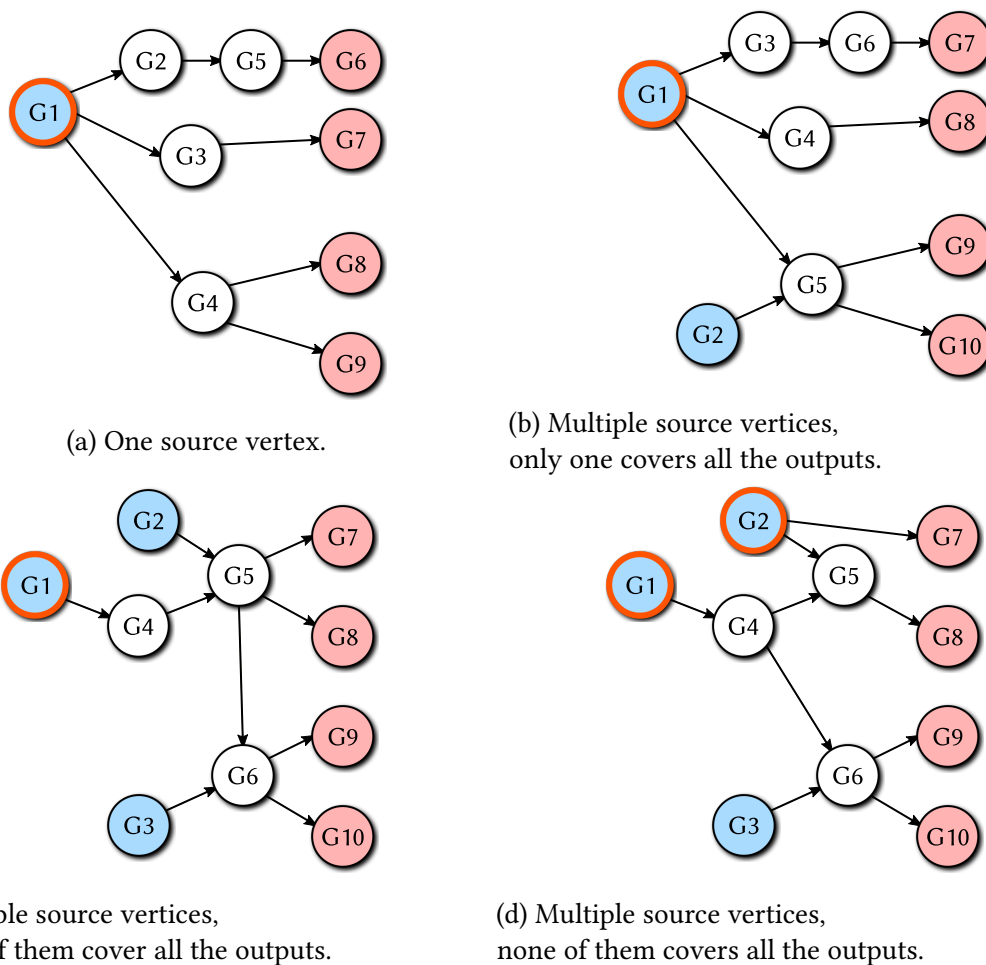 G2
G5
G6
G1
G3
G7
G4
G8
G9
(a) One source vertex.
G3
G6
G7
G1
G4
G8
G9
G5
G2
G10
(b) Multiple source vertices,
only one covers all the outputs.
G2
G7
G1
G5
G4
G8
G9
G6
G3
G10
source vertices,
them cover all the outputs.
G2
G7
G1
G5
G4
G8
G9
G6
G3
G10
(d) Multiple source vertices,
none of them covers all the outputs.